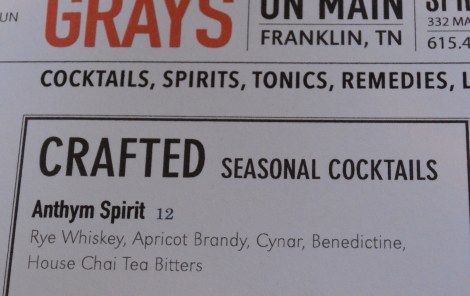 UN
GRAYS
ON MAIN
FRANKLIN, TN
332 MA
615.4
COCKTAILS, SPIRITS, TONICS, REMEDIES, L
CRAFTED SEASONAL COCKTAILS
Anthym Spirit 12
Rye Whiskey, Apricot Brandy, Cynar, Benedictine,
House Chai Tea Bitters